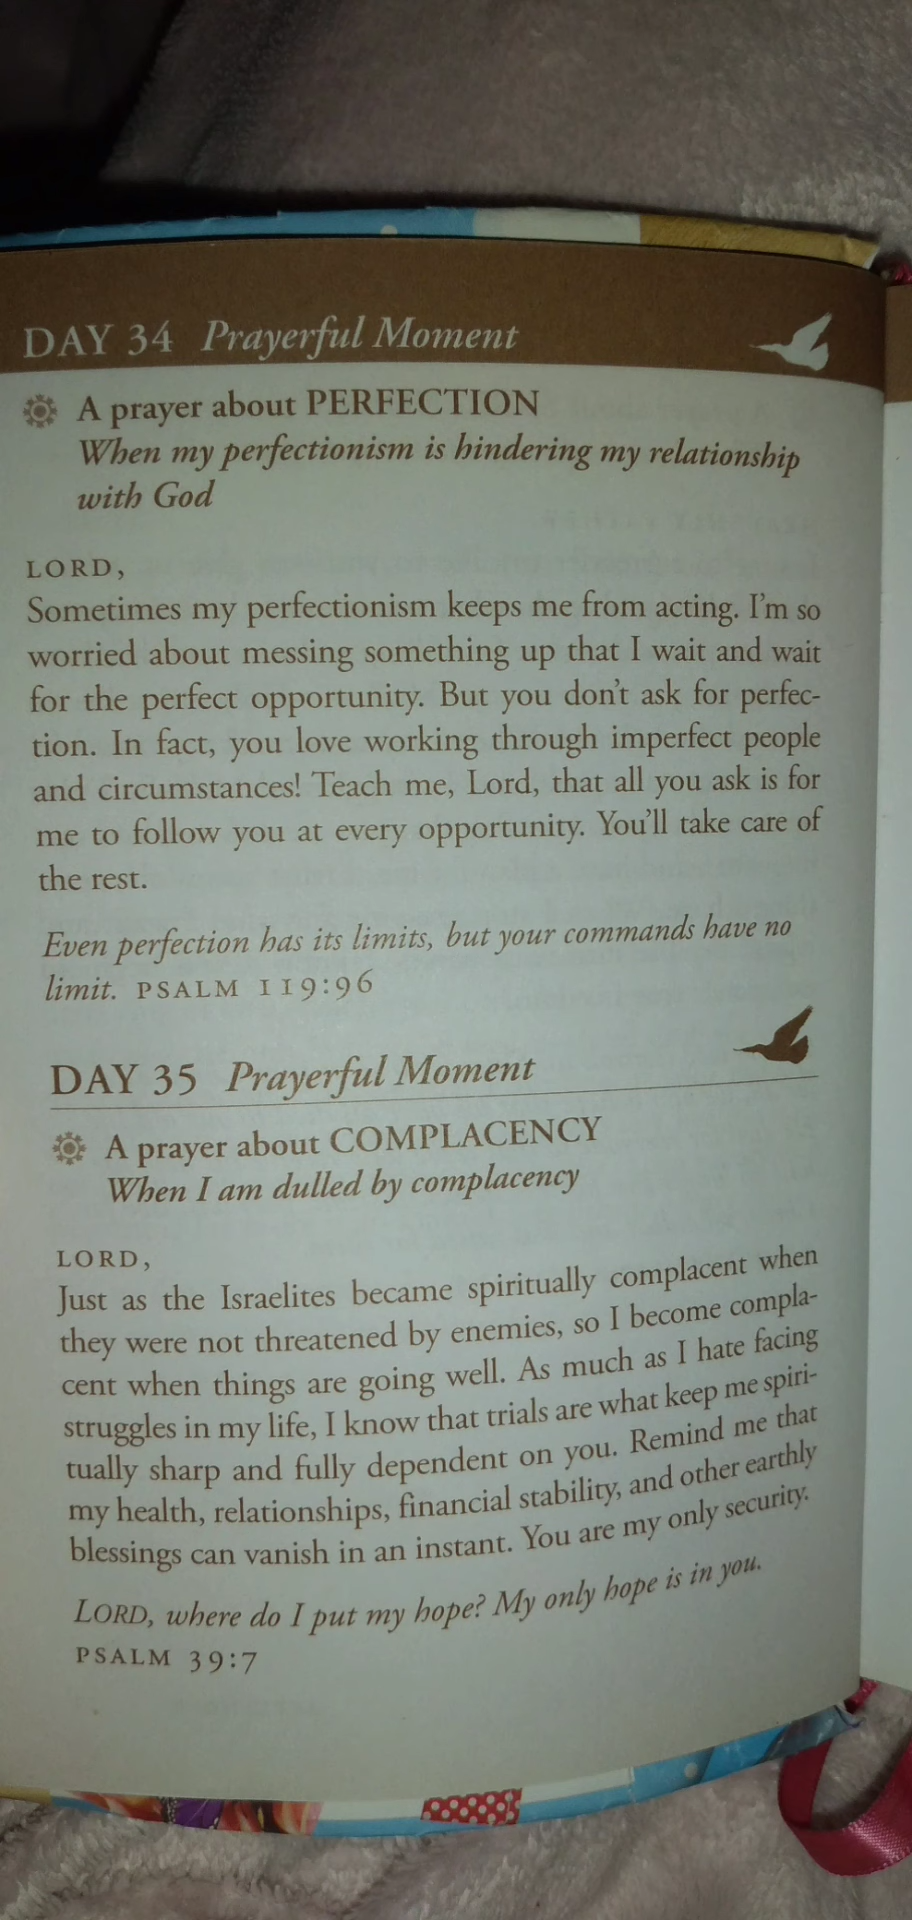 DAY 34 Prayerful Moment
A prayer about PERFECTION
When my perfectionism is hindering my relationship
with God
LORD,
Sometimes my perfectionism keeps me from acting. I'm so
worried about messing something up that I wait and wait
for the perfect opportunity. But you don't ask for perfec-
tion. In fact, you love working through imperfect people
and circumstances! Teach me, Lord, that all you ask is for
me to follow you at every opportunity. You'll take care of
the rest.
Even perfection has its limits, but your commands have no
limit. PSALM 119:96
DAY 35 Prayerful Moment
A prayer about COMPLACENCY
When I am dulled by complacency
LORD,
Just as the Israelites became spiritually complacent when
they were not threatened by enemies, so I become compla-
cent when things are going well. As much as I hate facing
struggles in my life, I know that trials are what keep me spiri-
tually sharp and fully dependent on you. Remind me that
my health, relationships, financial stability, and other earthly
blessings can vanish in an instant. You are my only security.
LORD, where do I put my hope? My only hope is in you.
PSALM 39:7